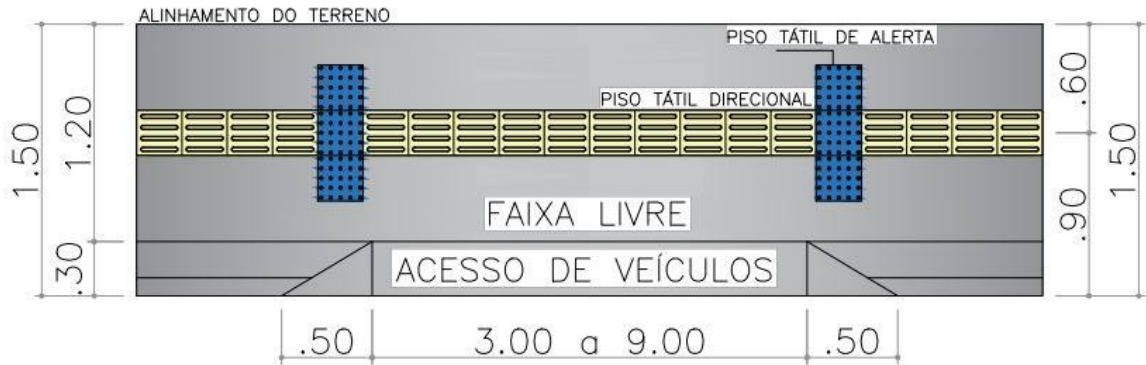 ALINHAMENTO DO TERRENO
PISO TÁTIL DE ALERTA
PISO TÁTIL DIRECIONAL
1.50
1.20
.30
.60
.90
1.50
FAIXA LIVRE
ACESSO DE VEÍCULOS
.50
3.00 a 9.00
.50